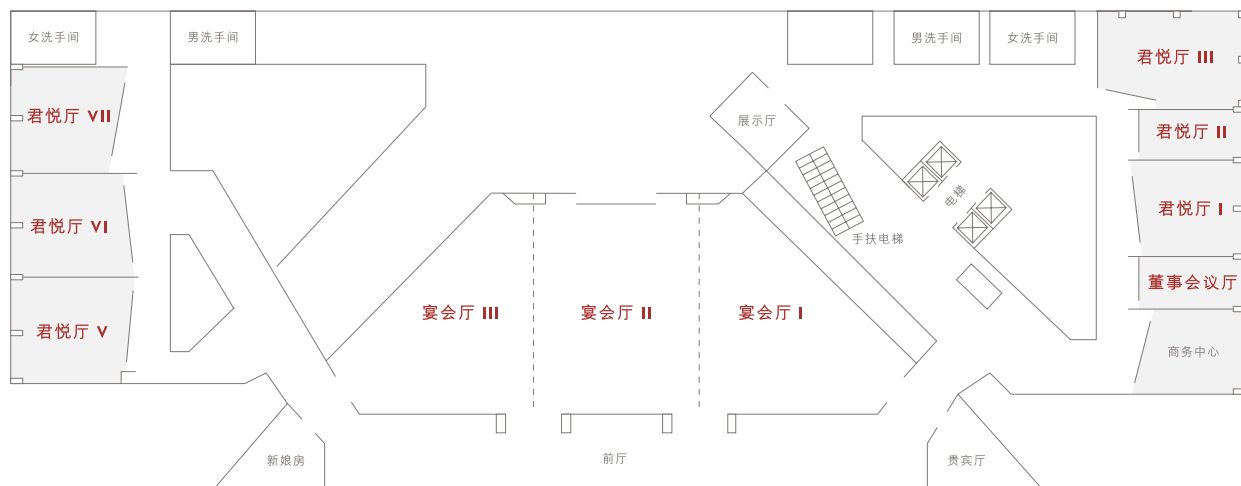 女洗手间
男洗手间
男洗手间
女洗手间
君悦厅 III
君悦厅 VII
展示厅
君悦厅 II
电梯
君悦厅 VI
君悦厅 I
手扶电梯
董事会议厅
宴会厅 III
宴会厅 II
宴会厅 I
君悦厅 V
商务中心
新娘房
前厅
贵宾厅